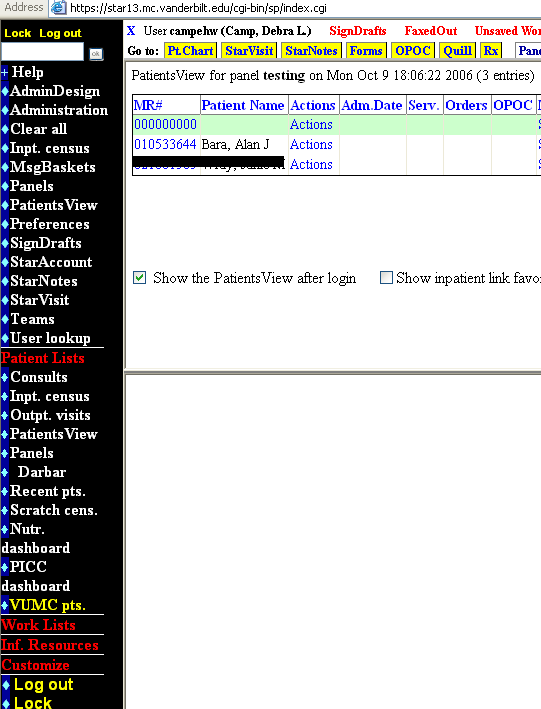 Address https://star13.mc.vanderbilt.edu/cgi-bin/sp/index.cgi
Lock Log out
X User campehw (Camp, Debra L.) SignDrafts FaxedOut Unsaved Wor
ok
Go to: Pt.Chart StarVisit StarNotes Forms OPOC Quill Rx Pane
+ Help
AdminDesign
Administration
Clear all
Inpt. census
MsgBaskets
Panels
PatientsView
Preferences
SignDrafts
StarAccount
StarNotes
StarVisit
Teams
User lookup
Patient Lists
Consults
Inpt. census
Outpt. visits
PatientsView
Panels
Darbar
Recent pts.
Scratch cens.
Nutr.
dashboard
PICC
dashboard
VUMC pts.
Work Lists
Inf. Resources
Customize
Log out
Lock
PatientsView for panel testing on Mon Oct 9 18:06:22 2006 (3 entries)
MR# Patient Name Actions Adm.Date Serv. Orders OPOC
000000000 Actions
010533644 Bara, Alan J Actions
Actions
Show the PatientsView after login Show inpatient link favo